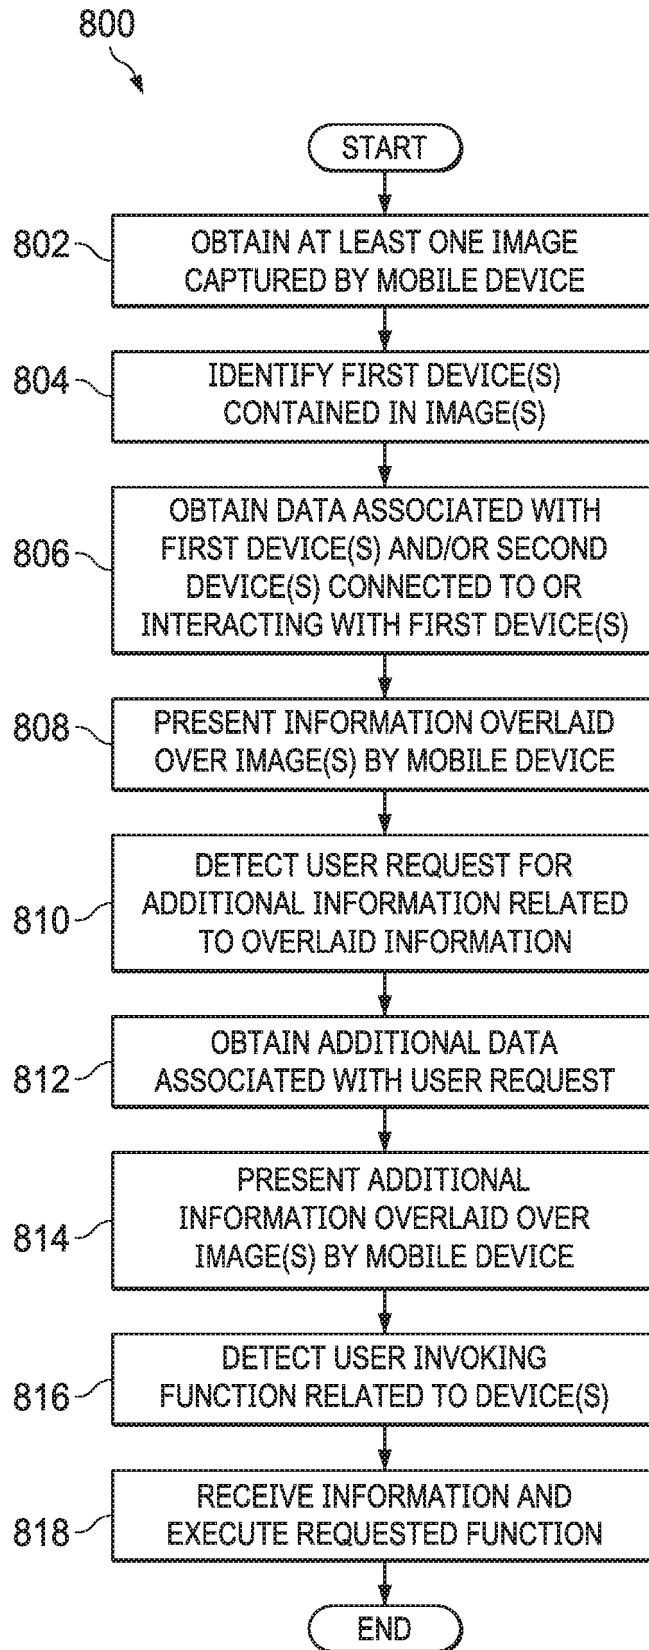 800
START
802
OBTAIN AT LEAST ONE IMAGE
CAPTURED BY MOBILE DEVICE
804
IDENTIFY FIRST DEVICE(S)
CONTAINED IN IMAGE(S)
806
OBTAIN DATA ASSOCIATED WITH
FIRST DEVICE(S) AND/OR SECOND
DEVICE(S) CONNECTED TO OR
INTERACTING WITH FIRST DEVICE(S)
808
PRESENT INFORMATION OVERLAID
OVER IMAGE(S) BY MOBILE DEVICE
810
DETECT USER REQUEST FOR
ADDITIONAL INFORMATION RELATED
TO OVERLAID INFORMATION
812
OBTAIN ADDITIONAL DATA
ASSOCIATED WITH USER REQUEST
814
PRESENT ADDITIONAL
INFORMATION OVERLAID OVER
IMAGE(S) BY MOBILE DEVICE
816
DETECT USER INVOKING
FUNCTION RELATED TO DEVICE(S)
818
RECEIVE INFORMATION AND
EXECUTE REQUESTED FUNCTION
END